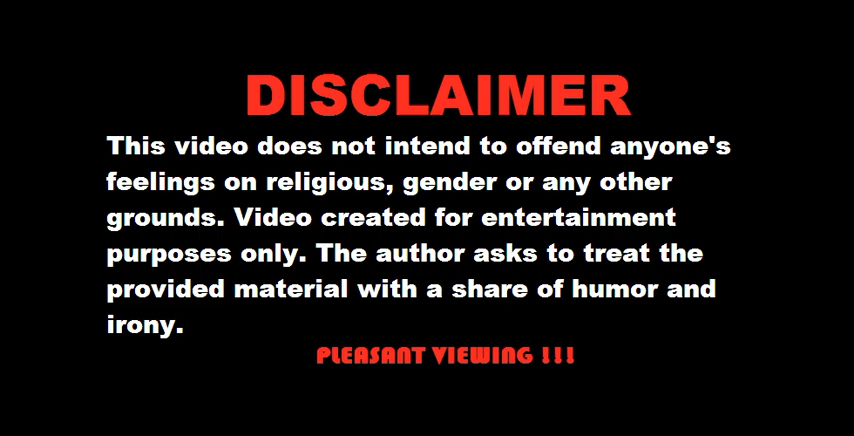 DISCLAIMER
This video does not intend to offend anyone's
feelings on religious, gender or any other
grounds. Video created for entertainment
purposes only. The author asks to treat the
provided material with a share of humor and
irony.
PLEASANT VIEWING !!!